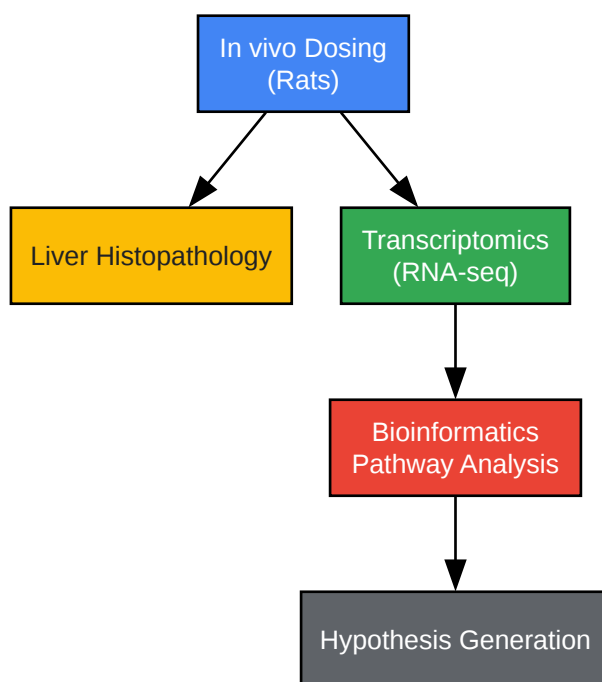 In vivo Dosing
(Rats)
Liver Histopathology
Transcriptomics
(RNA-seq)
Bioinformatics
Pathway Analysis
Hypothesis Generation